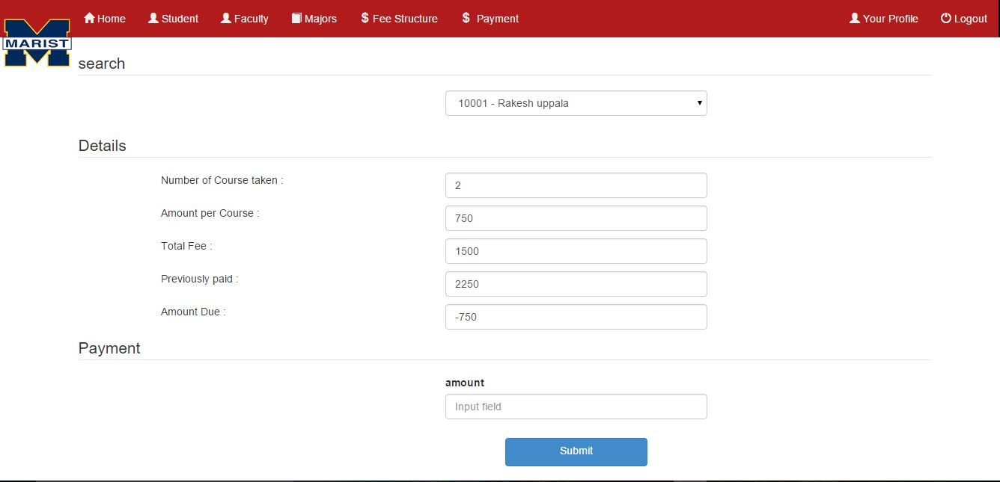 Home Student Faculty Majors $ Fee Structure $ Payment Your Profile Logout
MARIST
search
10001 - Rakesh uppala
Details
Number of Course taken : 2
Amount per Course : 750
Total Fee : 1500
Previously paid : 2250
Amount Due : -750
Payment
amount
Input field
Submit